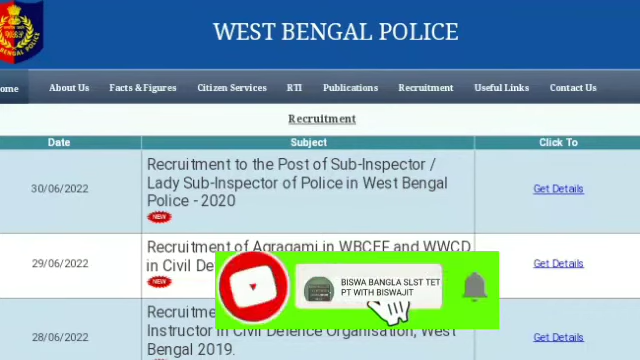 WEST BENGAL POLICE
BENGAL POLICE
ome About Us Facts & Figures Citizen Services RTI Publications Recruitment Useful Links Contact Us
Recruitment
Date Subject Click To
Recruitment to the Post of Sub-Inspector /
30/06/2022 Lady Sub-Inspector of Police in West Bengal Get Details
Police - 2020
NEW
Recruitment of Agragami in WBCEF and WWCD
29/06/2022 in Civil De Get Details
NEW
BISWA BANGLA SLST TET
PT WITH BISWAJIT
Recruitme
28/06/2022 Instructor in Civil Defence Organisation, West Get Details
Bengal 2019.